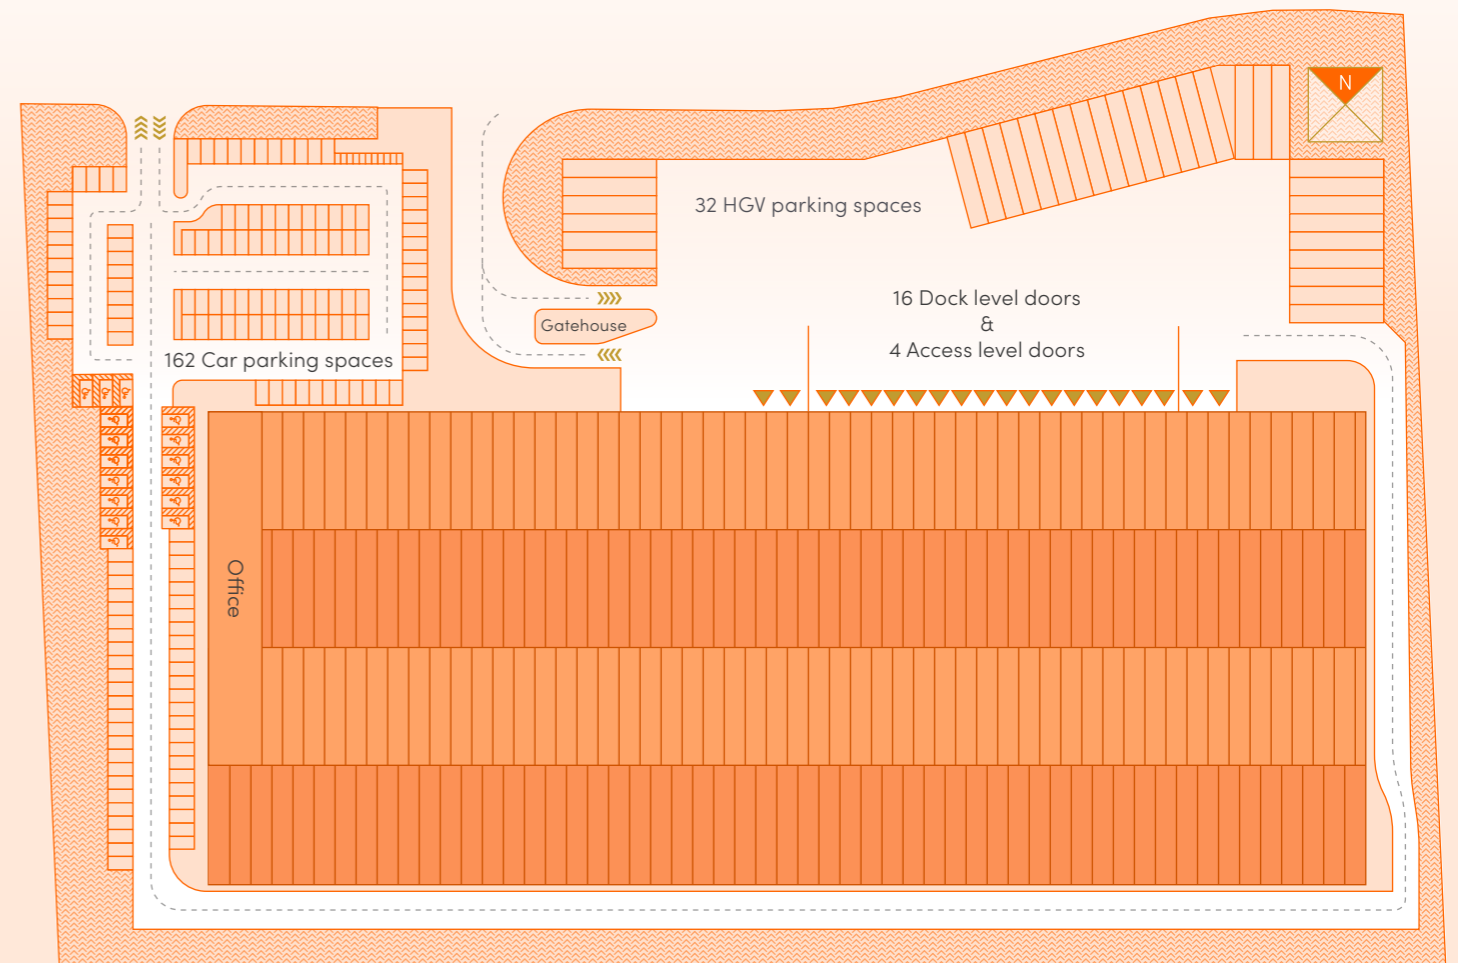 N
32 HGV parking spaces
16 Dock level doors
&
4 Access level doors
Gatehouse
162 Car parking spaces
Office